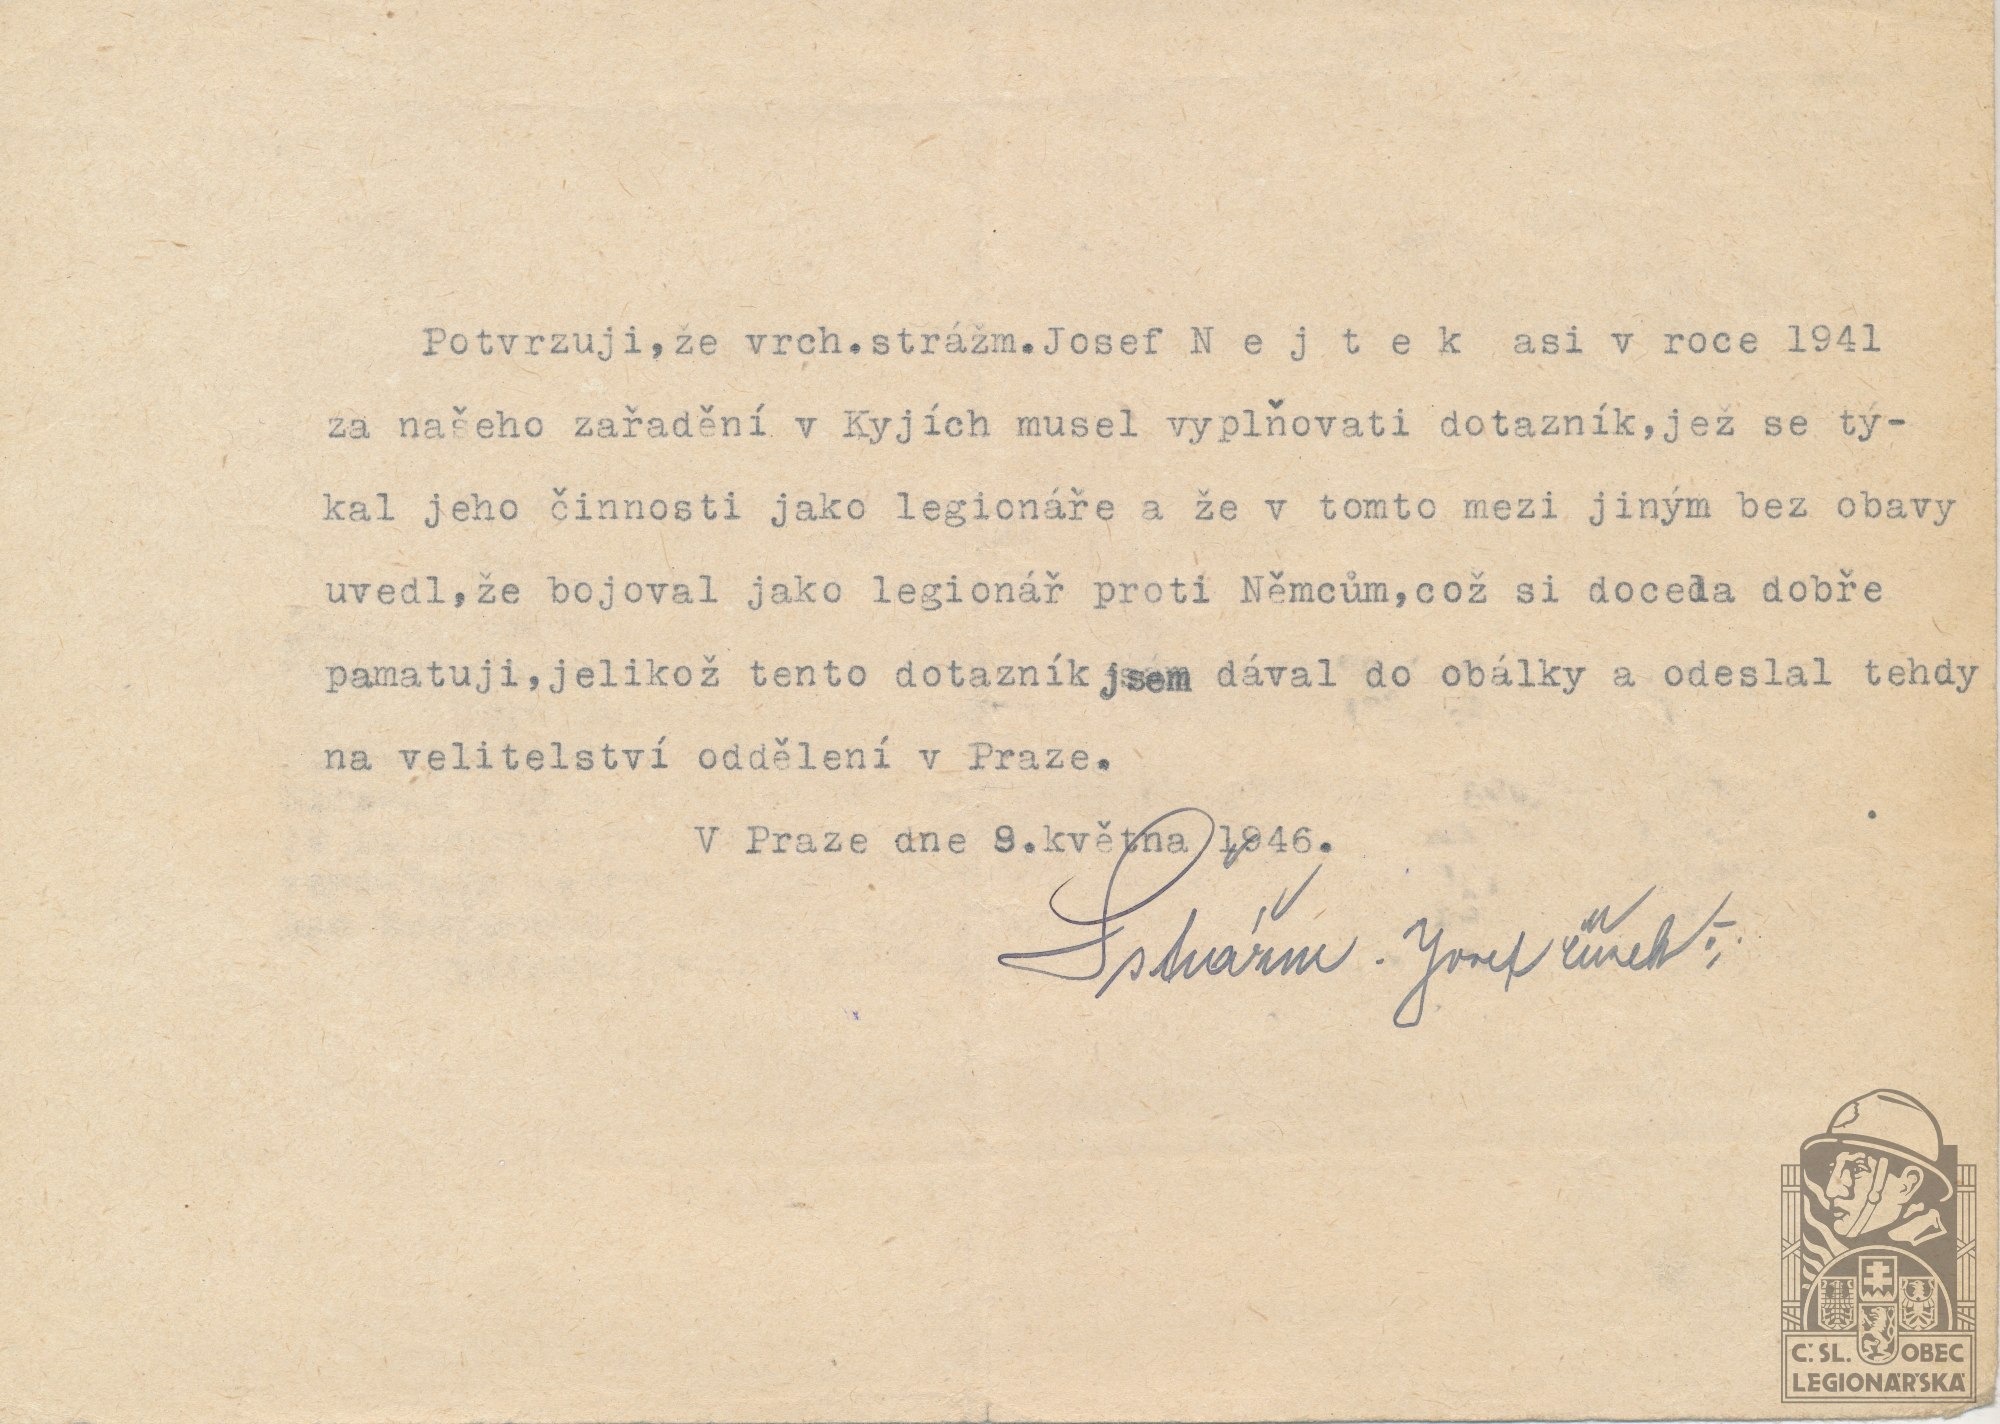 Potvrzuji,že vrch.strážm.Josef N e j t e k asi v roce 1941
za našeho zařadění v Kyjích musel vyplňovati dotazník,jež se tý-
kal jeho činnosti jako legionáře a že v tomto mezi jiným bez obavy
uvedl,že bojoval jako legionář proti Němcům,což si docela dobře
pamatuji,jelikož tento dotazník jsem dával do obálky a odeslal tehdy
na velitelství oddělení v Praze.
V Praze dne 9.května 1946.
Josef
Č. SL. OBEC
LEGIONÁŘSKÁ